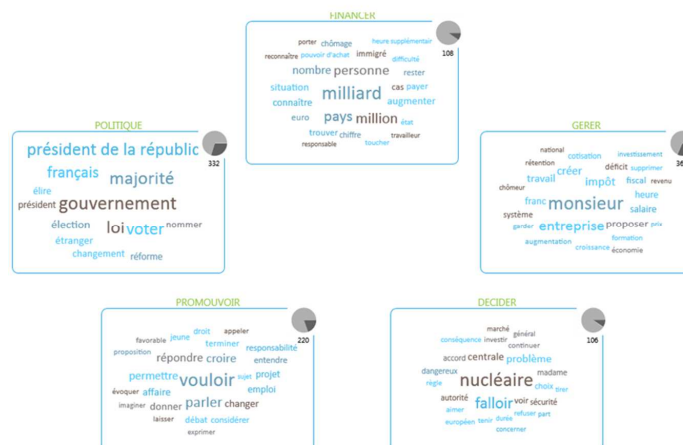 FINANCER
108
porter chômage heure supplémentair
reconnaître pouvoir d'achat immigré difficulté
nombre personne rester
situation milliard cas payer
connaître augmenter
euro pays million état
trouver chiffre travailleur
responsable toucher
POLITIQUE
332
président de la républic
français majorité
élire
président gouvernement
élection loi voter nommer
étranger
changement réforme
GERER
36
national cotisation investissement
rétention créer déficit supprimer
travail impôt fiscal revenu
chômeur heure
franc monsieur salaire
système
garder entreprise proposer prix
augmentation formation
croissance économie
PROMOUVOIR
220
favorable jeune droit appeler
proposition terminer responsabilité
répondre croire entendre
permettre vouloir sujet projet
évoquer affaire emploi
imaginer donner parler changer
laisser débat considérer
exprimer
DECIDER
106
marché général
conséquence investir continuer
accord centrale problème
dangereux madame
règle nucléaire choix tirer
autorité falloir voir sécurité
aimer refuser part
européen tenir durée
concerner